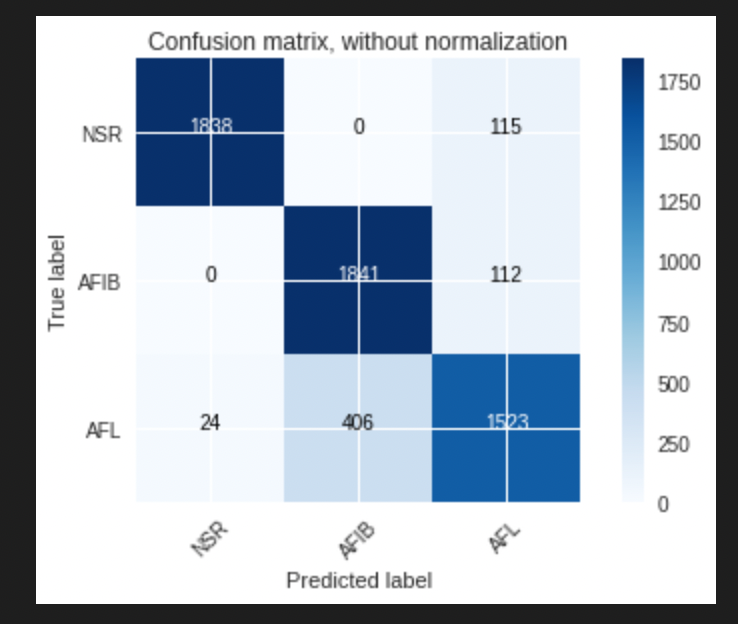 Confusion matrix, without normalization
NSR 1838 0 115
AFIB 0 1841 112
AFL 24 406 1523
NSR AFIB AFL
Predicted label
True label
1750
1500
1250
1000
750
500
250
0